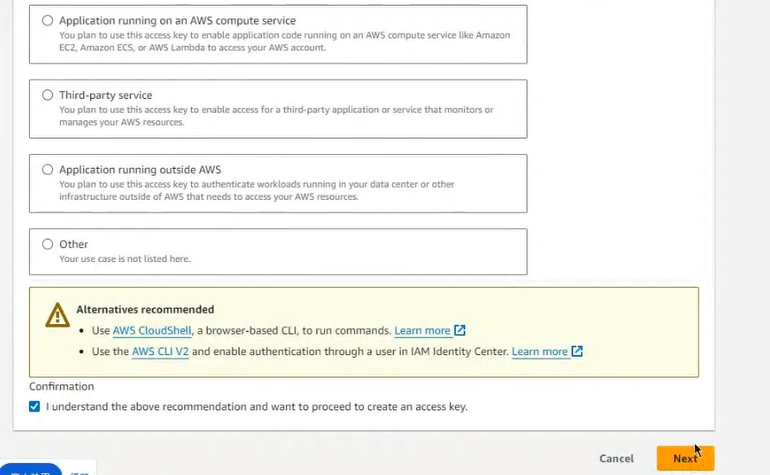 Application running on an AWS compute service
You plan to use this access key to enable application code running on an AWS compute service like Amazon
EC2, Amazon ECS, or AWS Lambda to access your AWS account.
Third-party service
You plan to use this access key to enable access for a third-party application or service that monitors or
manages your AWS resources.
Application running outside AWS
You plan to use this access key to authenticate workloads running in your data center or other
infrastructure outside of AWS that needs to access your AWS resources.
Other
Your use case is not listed here.
Alternatives recommended
Use AWS CloudShell, a browser-based CLI, to run commands. Learn more
Use the AWS CLI V2 and enable authentication through a user in IAM Identity Center. Learn more
Confirmation
I understand the above recommendation and want to proceed to create an access key.
Cancel Next